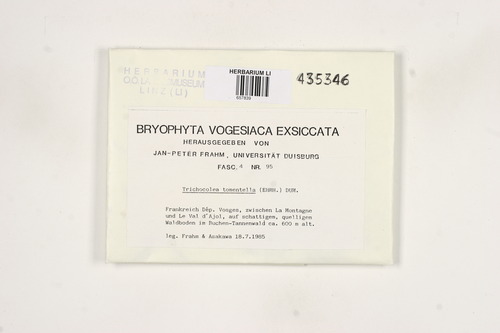 HERBARIUM
OÖ. LANDESMUSEUM
LINZ (LI)
HERBARIUM LI
435346
BRYOPHYTA VOGESIACA EXSICCATA
HERAUSGEGEBEN VON
JAN-PETER FRAHM, UNIVERSITÄT DUISBURG
FASC. 4 NR. 95
Trichocolea tomentella (EHRH.) DUM.
Frankreich Dép. Vosges, zwischen La Montagne
und Le Val d'Ajol, auf schattigem, quelligen
Waldboden im Buchen-Tannenwald ca. 600 m alt.
leg. Frahm & Asakawa 18.7.1985